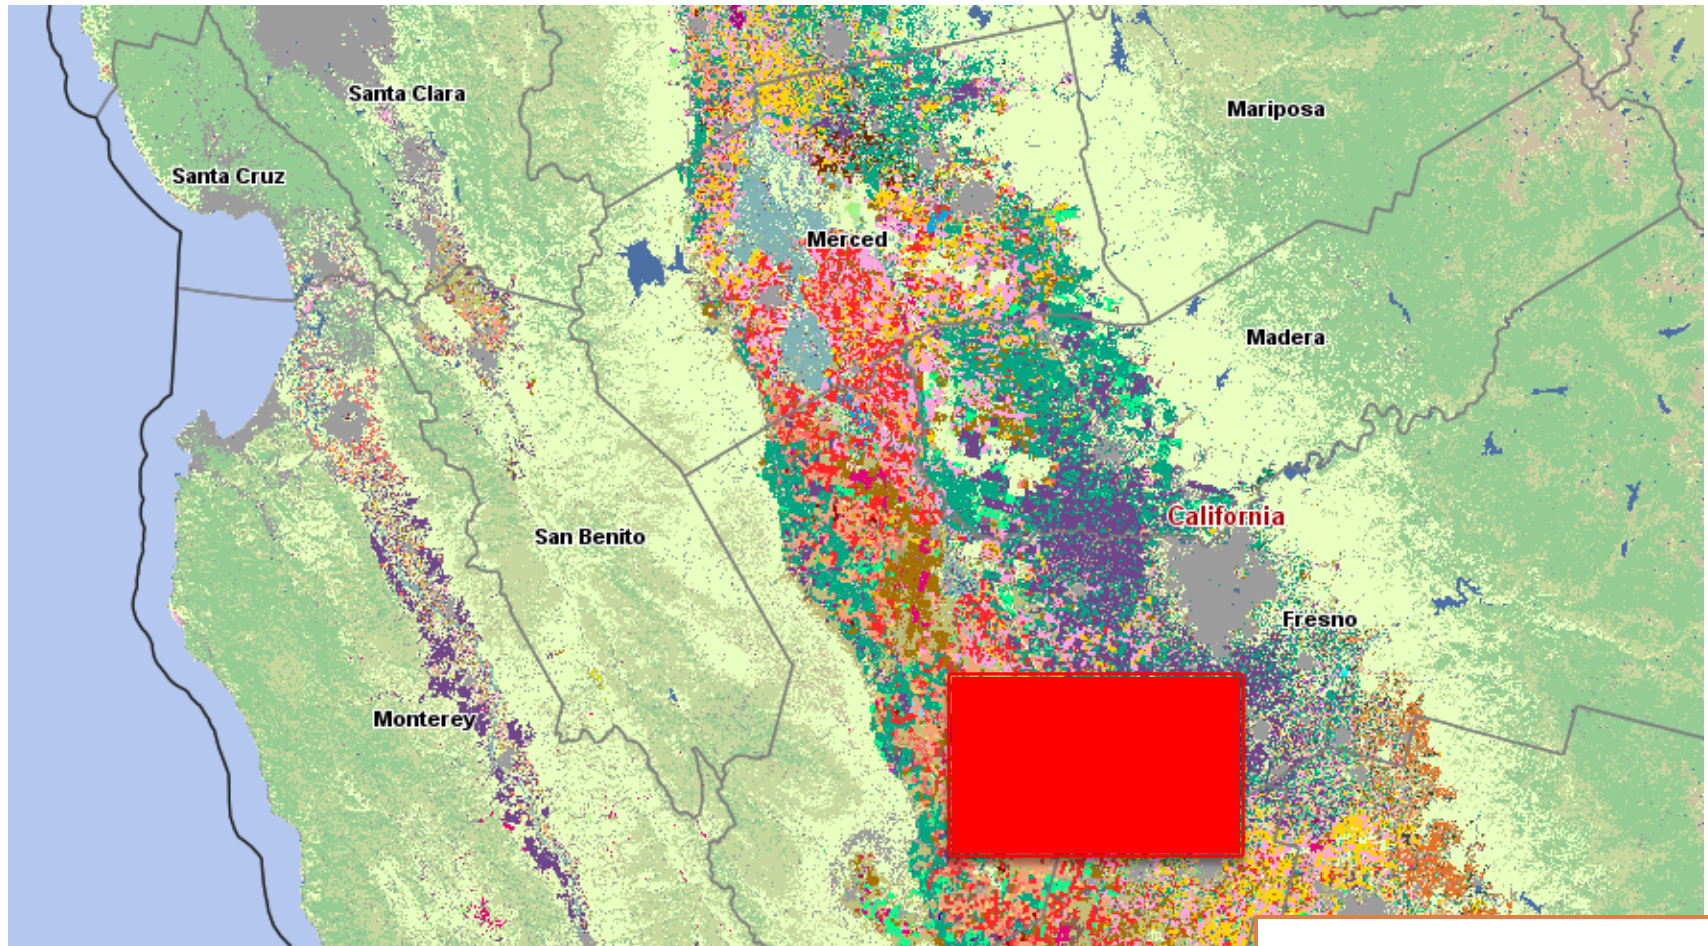 Santa Clara
Mariposa
Santa Cruz
Merced
Madera
California
San Benito
Fresno
Monterey